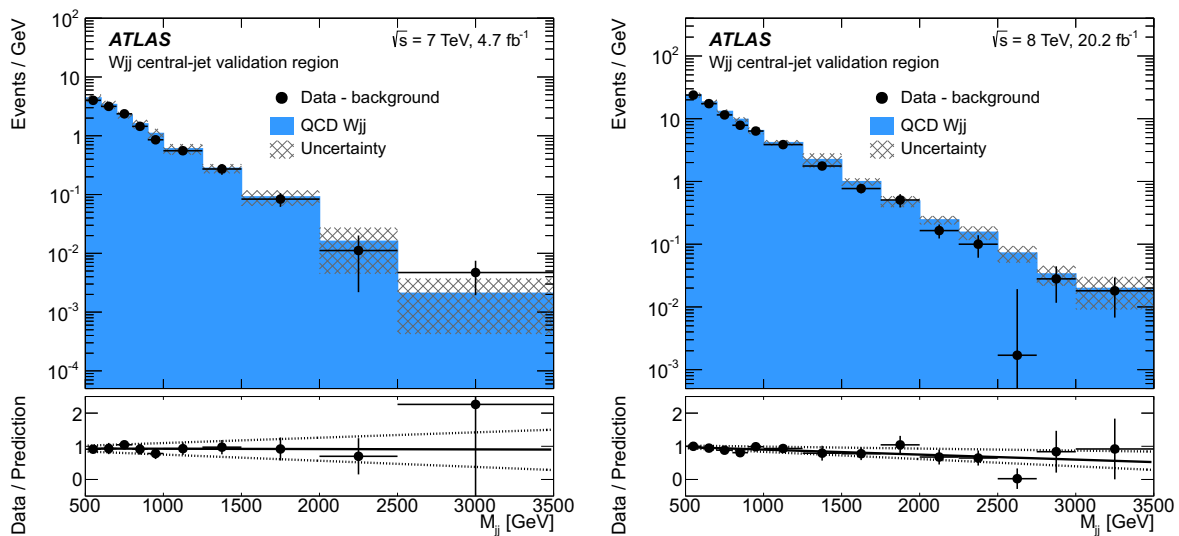 ATLAS
√s = 7 TeV, 4.7 fb⁻¹
Wjj central-jet validation region
Data - background
QCD Wjj
Uncertainty
Events / GeV
10²
10
1
10⁻¹
10⁻²
10⁻³
10⁻⁴
Data / Prediction
2
1
0
500 1000 1500 2000 2500 3000 3500
ATLAS
√s = 8 TeV, 20.2 fb⁻¹
Wjj central-jet validation region
Data - background
QCD Wjj
Uncertainty
Events / GeV
10²
10
1
10⁻¹
10⁻²
10⁻³
Data / Prediction
2
1
0
500 1000 1500 2000 2500 3000 3500
M_jj [GeV]
M_jj [GeV]